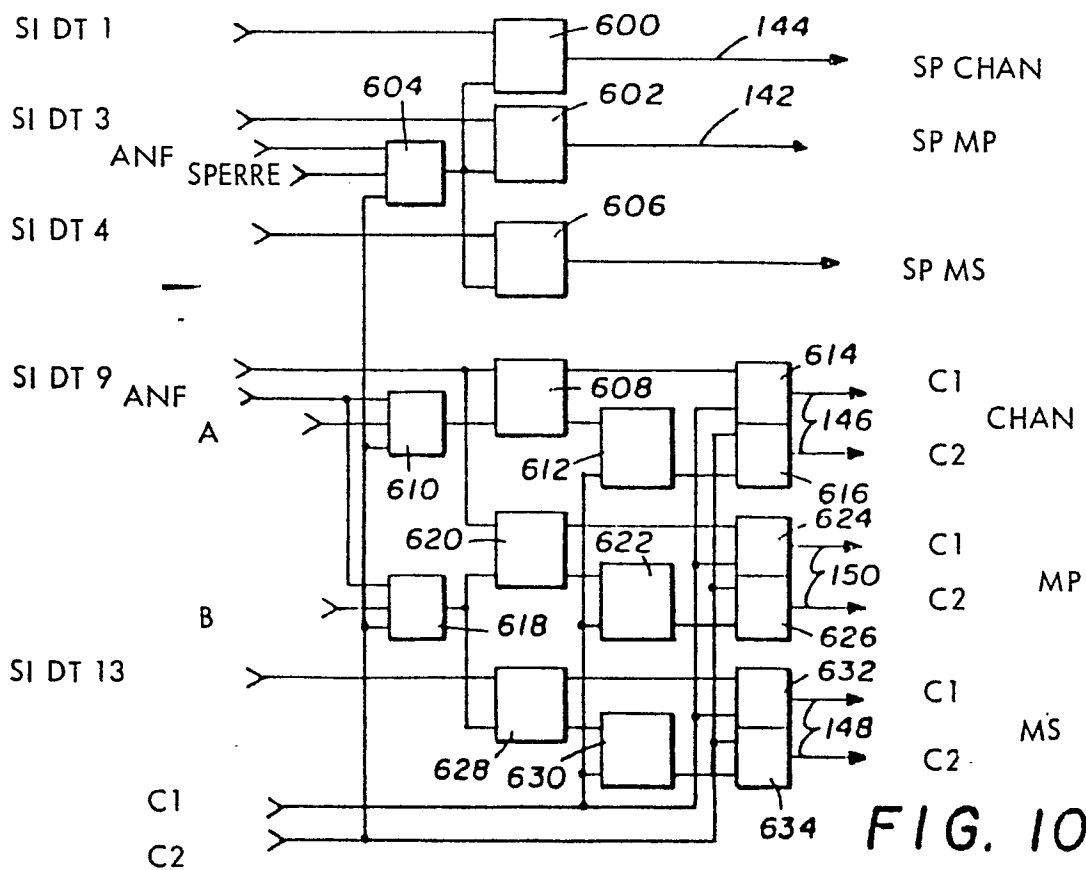 SI DT 1
600
144
SP CHAN
604
SI DT 3
602
142
ANF
SP MP
SPERRE
SI DT 4
606
SP MS
SI DT 9
608
614
C1
ANF
146
CHAN
A
612
C2
610
616
620
622
624
C1
150
MP
B
618
C2
626
SI DT 13
632
C1
148
MS
628
630
C2
C1
634
C2
FIG. 10